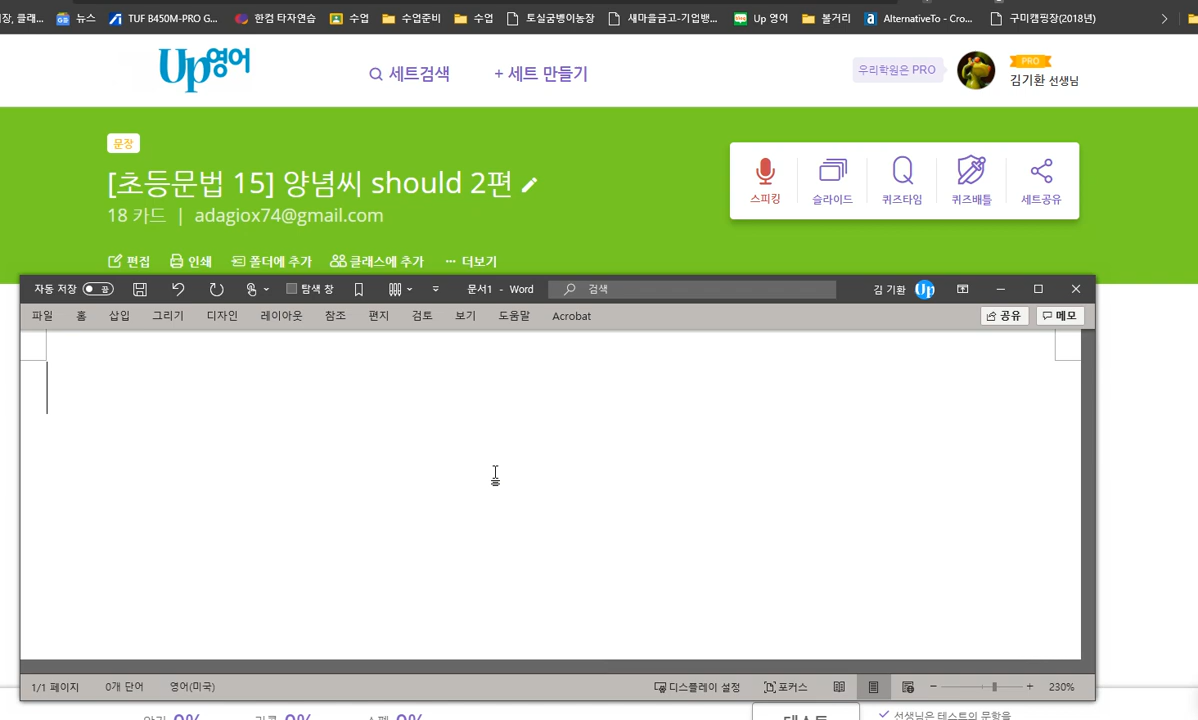 장, 클래...
뉴스
TUF B450M-PRO G...
한컴 타자연습
수업
수업준비
수업
토실굼벵이농장
새마을금고-기업뱅...
Up 영어
볼거리
AlternativeTo - Cro...
구미캠핑장(2018년)
Up영어
세트검색
+ 세트 만들기
우리학원은 PRO
PRO
김기환 선생님
문장
[초등문법 15] 양념씨 should 2편
18 카드 | adagiox74@gmail.com
스피킹
슬라이드
퀴즈타임
퀴즈배틀
세트공유
편집
인쇄
폴더에 추가
클래스에 추가
··· 더보기
자동 저장
끔
탐색 창
문서1 - Word
검색
김 기환
Up
파일
홈
삽입
그리기
디자인
레이아웃
참조
편지
검토
보기
도움말
Acrobat
공유
메모
1/1 페이지
0개 단어
영어(미국)
디스플레이 설정
포커스
230%
0%
0%
0%
테스트
선생님은 테스트의 문항을